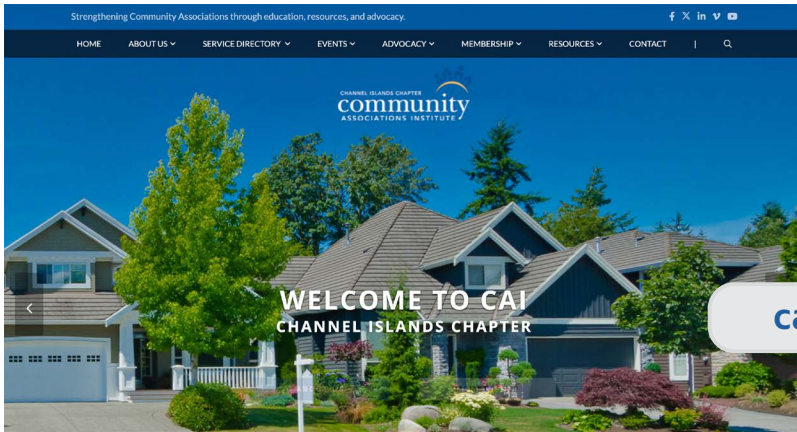 Strengthening Community Associations through education, resources, and advocacy.
HOME ABOUT US SERVICE DIRECTORY EVENTS ADVOCACY MEMBERSHIP RESOURCES CONTACT |
CHANNEL ISLANDS CHAPTER
community
ASSOCIATIONS INSTITUTE
WELCOME TO CAI
CHANNEL ISLANDS CHAPTER